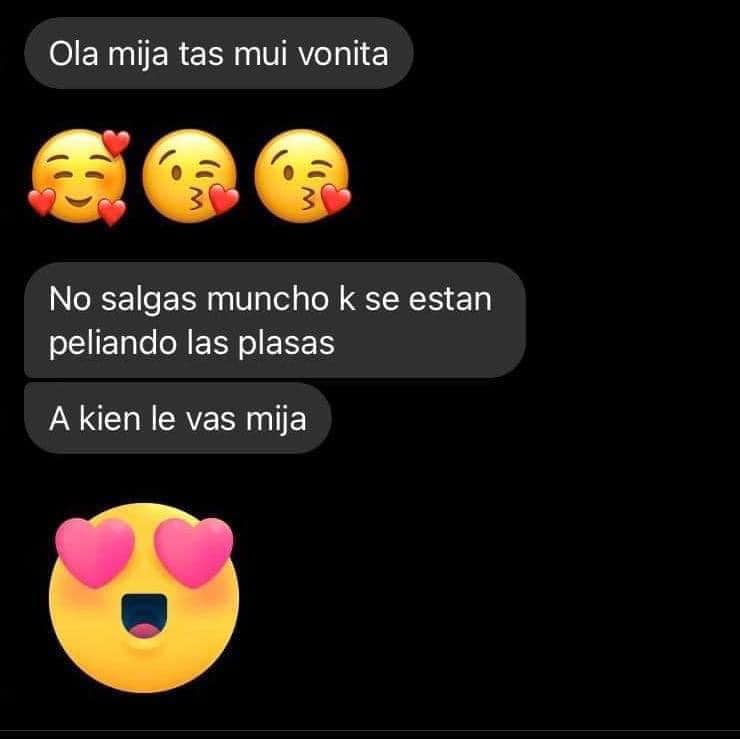 Ola mija tas mui vonita
No salgas muncho k se estan
peliando las plasas
A kien le vas mija